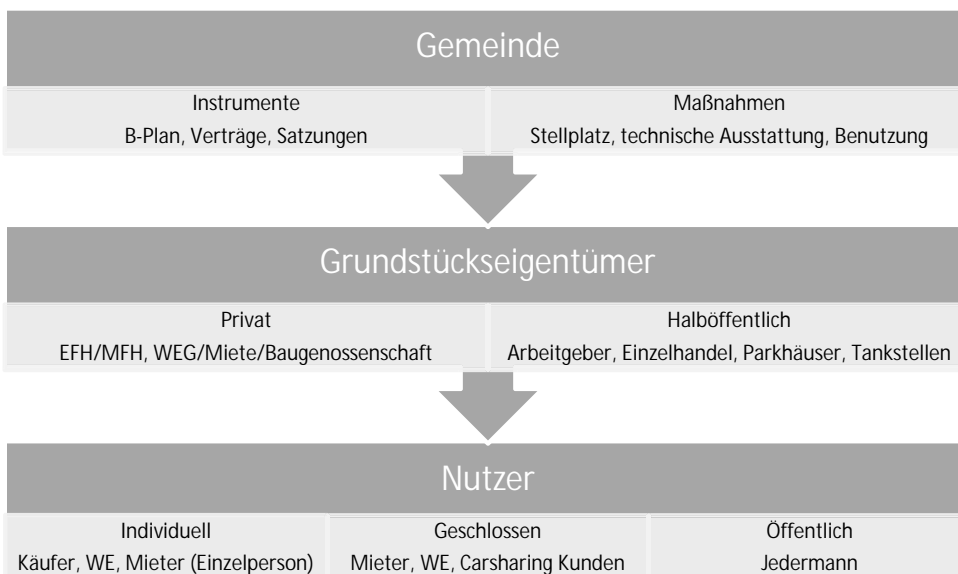 Gemeinde
Instrumente
B-Plan, Verträge, Satzungen
Maßnahmen
Stellplatz, technische Ausstattung, Benutzung
Grundstückseigentümer
Privat
EFH/MFH, WEG/Miete/Baugenossenschaft
Halböffentlich
Arbeitgeber, Einzelhandel, Parkhäuser, Tankstellen
Nutzer
Individuell
Käufer, WE, Mieter (Einzelperson)
Geschlossen
Mieter, WE, Carsharing Kunden
Öffentlich
Jedermann